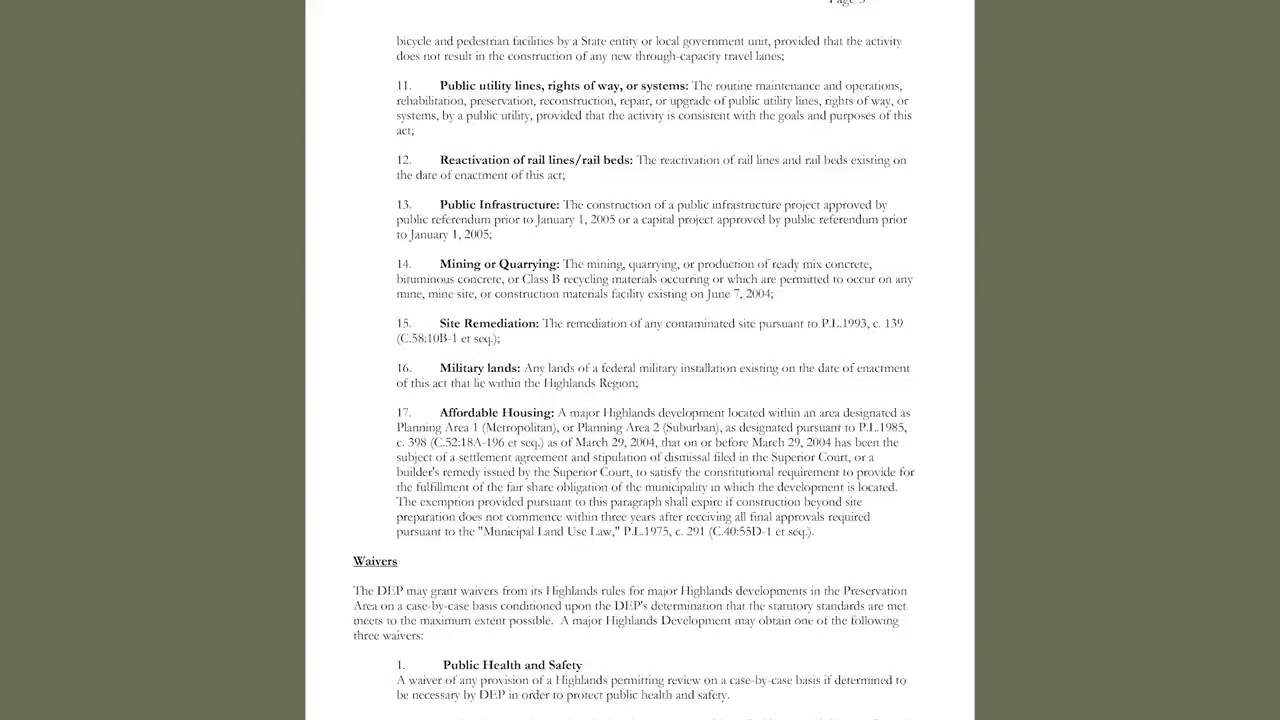 Page 5
bicycle and pedestrian facilities by a State entity or local government unit, provided that the activity
does not result in the construction of any new through-capacity travel lanes;
11. Public utility lines, rights of way, or systems: The routine maintenance and operations,
rehabilitation, preservation, reconstruction, repair, or upgrade of public utility lines, rights of way, or
systems, by a public utility, provided that the activity is consistent with the goals and purposes of this
act;
12. Reactivation of rail lines/rail beds: The reactivation of rail lines and rail beds existing on
the date of enactment of this act;
13. Public Infrastructure: The construction of a public infrastructure project approved by
public referendum prior to January 1, 2005 or a capital project approved by public referendum prior
to January 1, 2005;
14. Mining or Quarrying: The mining, quarrying, or production of ready mix concrete,
bituminous concrete, or Class B recycling materials occurring or which are permitted to occur on any
mine, mine site, or construction materials facility existing on June 7, 2004;
15. Site Remediation: The remediation of any contaminated site pursuant to P.L.1993, c. 139
(C.58:10B-1 et seq.);
16. Military lands: Any lands of a federal military installation existing on the date of enactment
of this act that lie within the Highlands Region;
17. Affordable Housing: A major Highlands development located within an area designated as
Planning Area 1 (Metropolitan), or Planning Area 2 (Suburban), as designated pursuant to P.L.1985,
c. 398 (C.52:18A-196 et seq.) as of March 29, 2004, that on or before March 29, 2004 has been the
subject of a settlement agreement and stipulation of dismissal filed in the Superior Court, or a
builder's remedy issued by the Superior Court, to satisfy the constitutional requirement to provide for
the fulfillment of the fair share obligation of the municipality in which the development is located.
The exemption provided pursuant to this paragraph shall expire if construction beyond site
preparation does not commence within three years after receiving all final approvals required
pursuant to the "Municipal Land Use Law," P.L.1975, c. 291 (C.40:55D-1 et seq.).
Waivers
The DEP may grant waivers from its Highlands rules for major Highlands developments in the Preservation
Area on a case-by-case basis conditioned upon the DEP's determination that the statutory standards are met
meets to the maximum extent possible. A major Highlands Development may obtain one of the following
three waivers:
1. Public Health and Safety
A waiver of any provision of a Highlands permitting review on a case-by-case basis if determined to
be necessary by DEP in order to protect public health and safety.